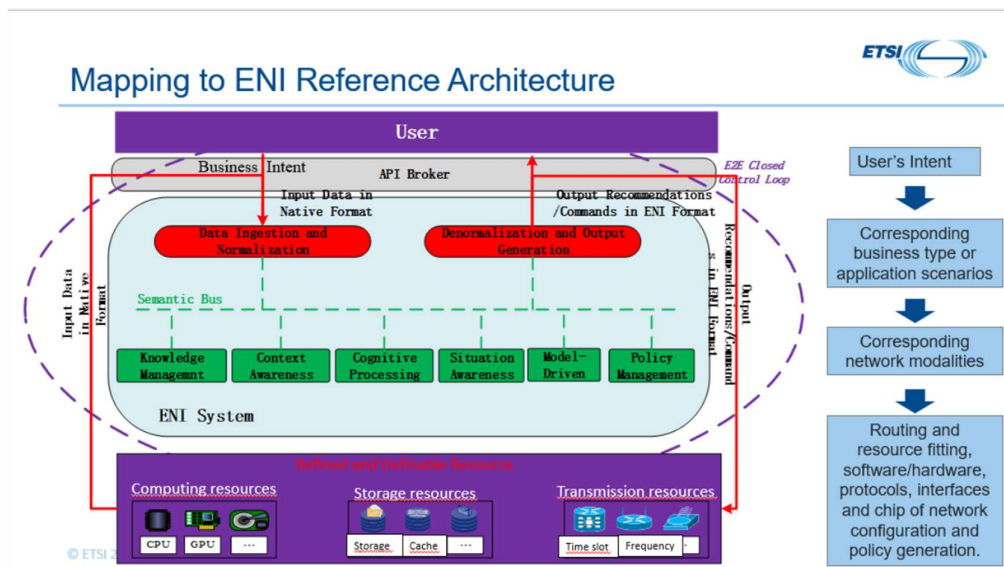 ETSI
Mapping to ENI Reference Architecture
User
Business Intent
API Broker
E2E Closed
Control Loop
Input Data in
Native Format
Output Recommendations
/Commands in ENI Format
Data Ingestion and
Normalization
Denormalization and Output
Generation
Semantic Bus
Knowledge
Managemnt
Context
Awareness
Cognitive
Processing
Situation
Awareness
Model-
Driven
Policy
Management
ENI System
Input Data
in Native
Format
Output
Recommendations/Command
s in ENI Format
Refined and Definable Resource
Computing resources
CPU
GPU
---
Storage resources
Storage
Cache
---
Transmission resources
Time slot
Frequency
© ETSI 2
User's Intent
Corresponding
business type or
application scenarios
Corresponding
network modalities
Routing and
resource fitting,
software/hardware,
protocols, interfaces
and chip of network
configuration and
policy generation.